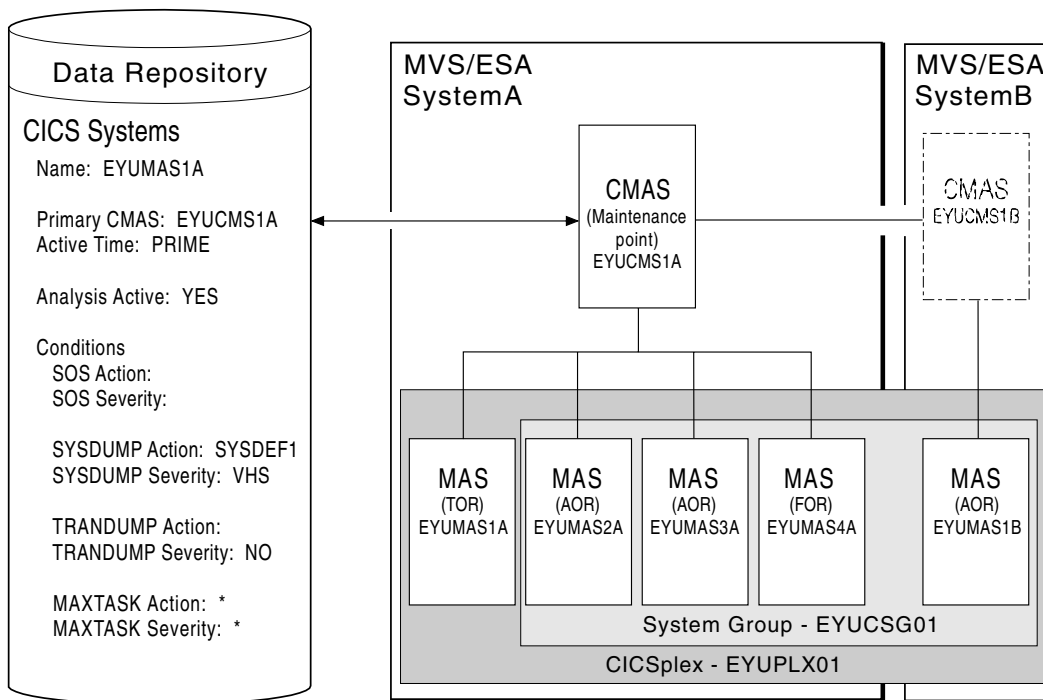 Data Repository
CICS Systems
Name: EYUMAS1A
Primary CMAS: EYUCMS1A
Active Time: PRIME
Analysis Active: YES
Conditions
SOS Action:
SOS Severity:
SYSDUMP Action: SYSDEF1
SYSDUMP Severity: VHS
TRANDUMP Action:
TRANDUMP Severity: NO
MAXTASK Action: *
MAXTASK Severity: *
MVS/ESA
SystemA
CMAS
(Maintenance
point)
EYUCMS1A
MVS/ESA
SystemB
CMAS
EYUCMS1B
MAS
(TOR)
EYUMAS1A
MAS
(AOR)
EYUMAS2A
MAS
(AOR)
EYUMAS3A
MAS
(FOR)
EYUMAS4A
MAS
(AOR)
EYUMAS1B
System Group - EYUCSG01
CICSplex - EYUPLX01